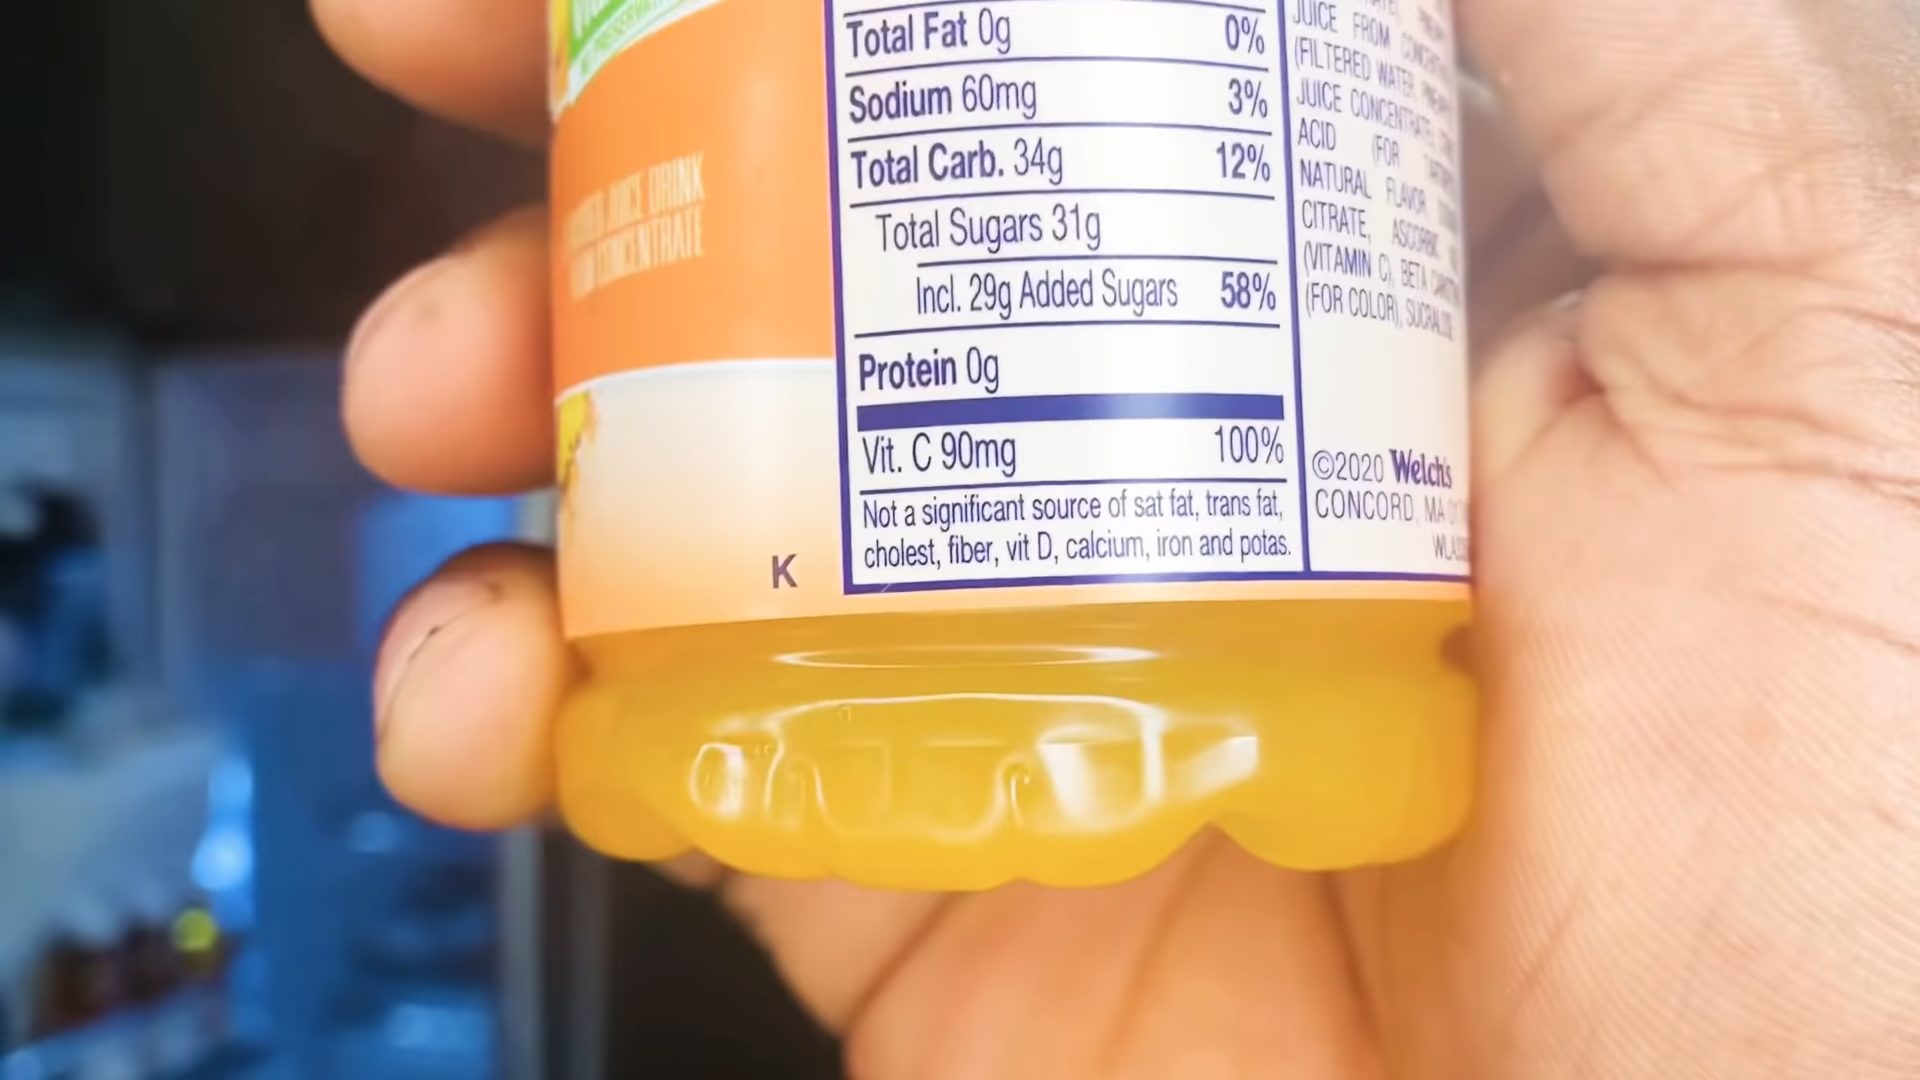 JUICE DRINK
CONCENTRATE
K
Total Fat 0g 0%
Sodium 60mg 3%
Total Carb. 34g 12%
Total Sugars 31g
Incl. 29g Added Sugars 58%
Protein 0g
Vit. C 90mg 100%
Not a significant source of sat fat, trans fat,
cholest, fiber, vit D, calcium, iron and potas.
JUICE FROM
(FILTERED WATER,
JUICE CONCENTRATE,
ACID (FOR
NATURAL FLAVOR
CITRATE, ASCORBIC
(VITAMIN C), BETA
(FOR COLOR), SUCRALOSE
©2020 Welch's
CONCORD, MA